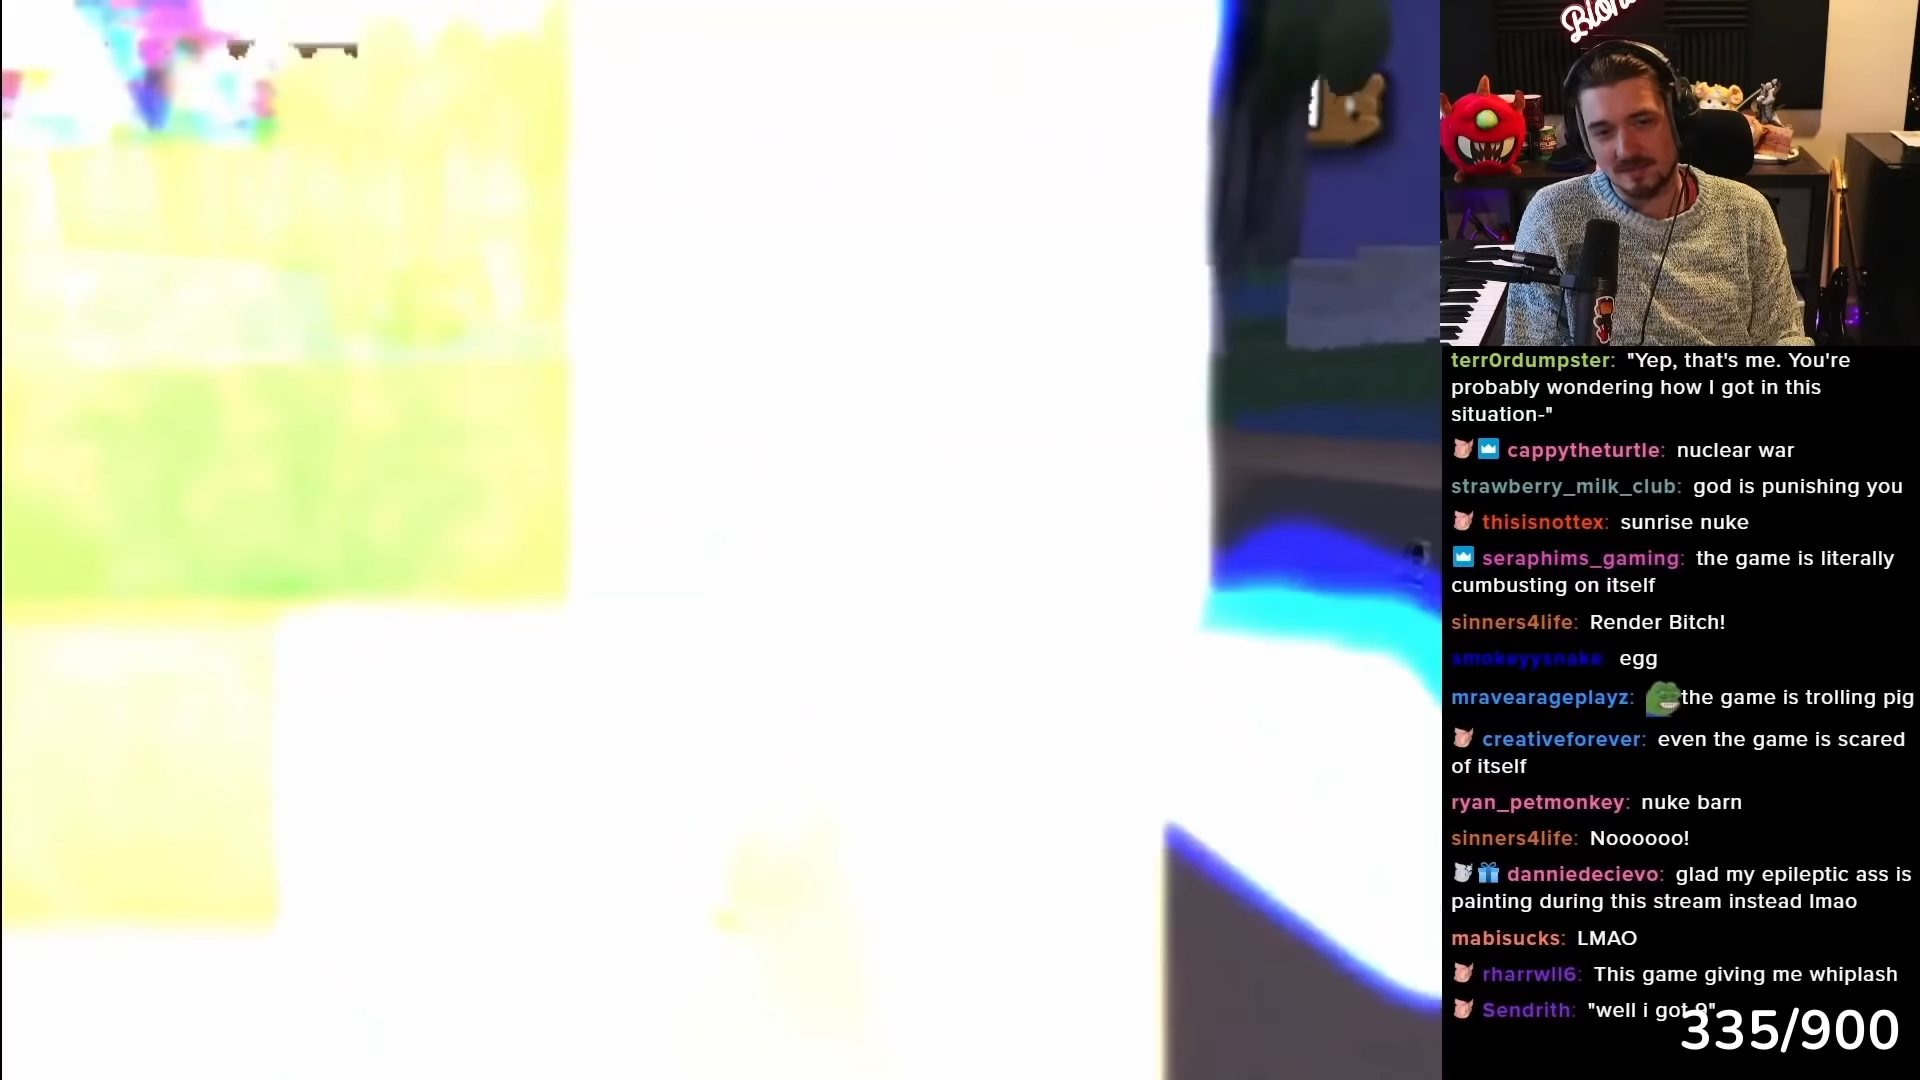 Blon
terr0rdumpster: "Yep, that's me. You're
probably wondering how I got in this
situation-"
cappytheturtle: nuclear war
strawberry_milk_club: god is punishing you
thisisnottex: sunrise nuke
seraphims_gaming: the game is literally
cumbusting on itself
sinners4life: Render Bitch!
smokeyysnake: egg
mravearageplayz: the game is trolling pig
creativeforever: even the game is scared
of itself
ryan_petmonkey: nuke barn
sinners4life: Noooooo!
danniedecievo: glad my epileptic ass is
painting during this stream instead lmao
mabisucks: LMAO
rharrwll6: This game giving me whiplash
Sendrith: "well i got 9"
335/900